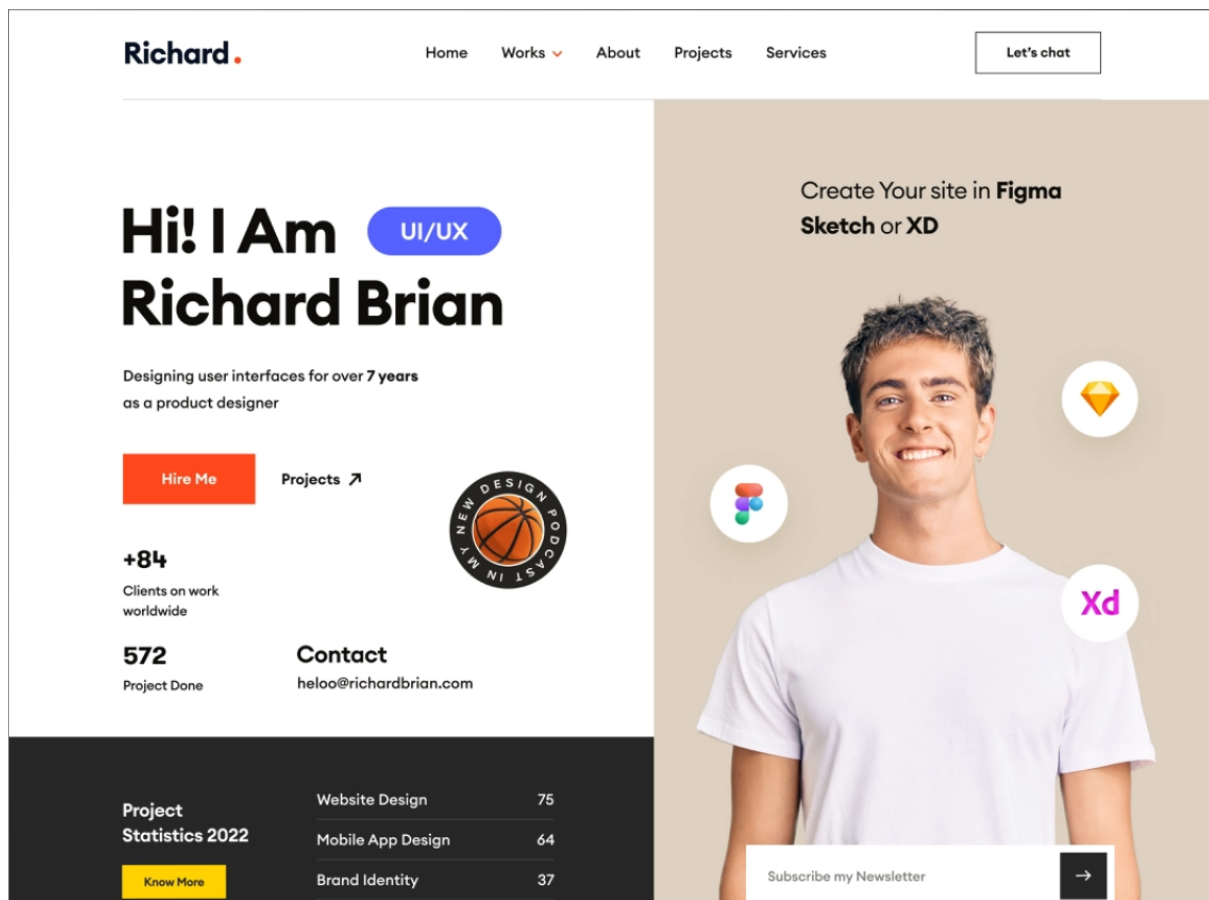 Richard.
Home Works About Projects Services
Let's chat
Hi! I Am UI/UX
Richard Brian
Designing user interfaces for over 7 years
as a product designer
Hire Me
Projects
NEW DESIGN PODCAST IN MY
+84
Clients on work
worldwide
572
Project Done
Contact
heloo@richardbrian.com
Project
Statistics 2022
Know More
Website Design 75
Mobile App Design 64
Brand Identity 37
Create Your site in Figma
Sketch or XD
Xd
Subscribe my Newsletter